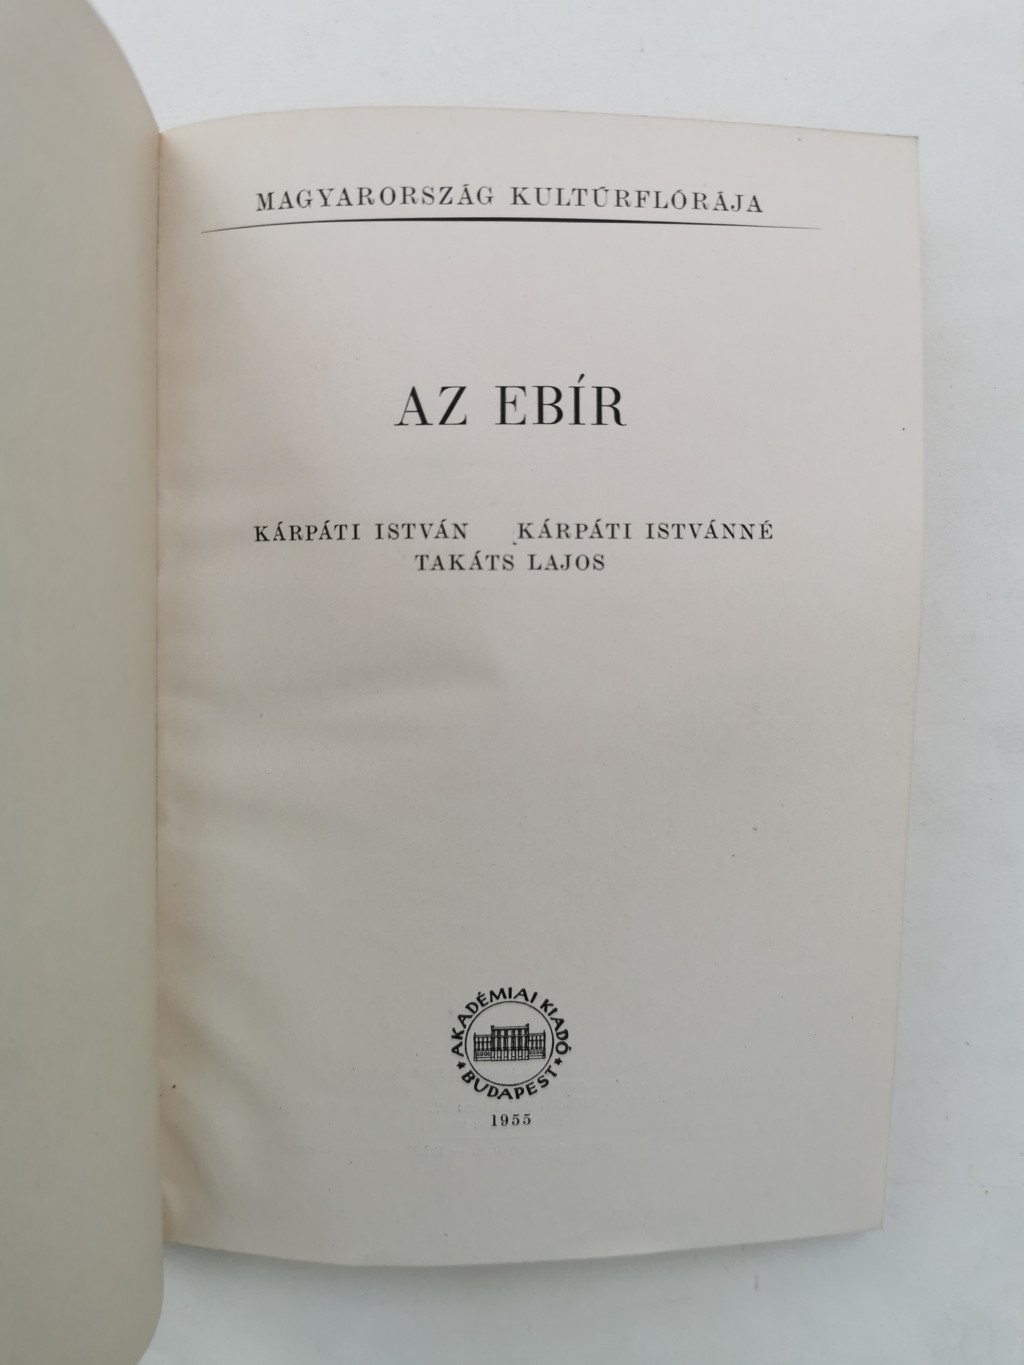 MAGYARORSZÁG KULTÚRFLÓRÁJA
AZ EBÍR
KÁRPÁTI ISTVÁN KÁRPÁTI ISTVÁNNÉ
TAKÁTS LAJOS
AKADÉMIAI KIADÓ
* BUDAPEST *
1955